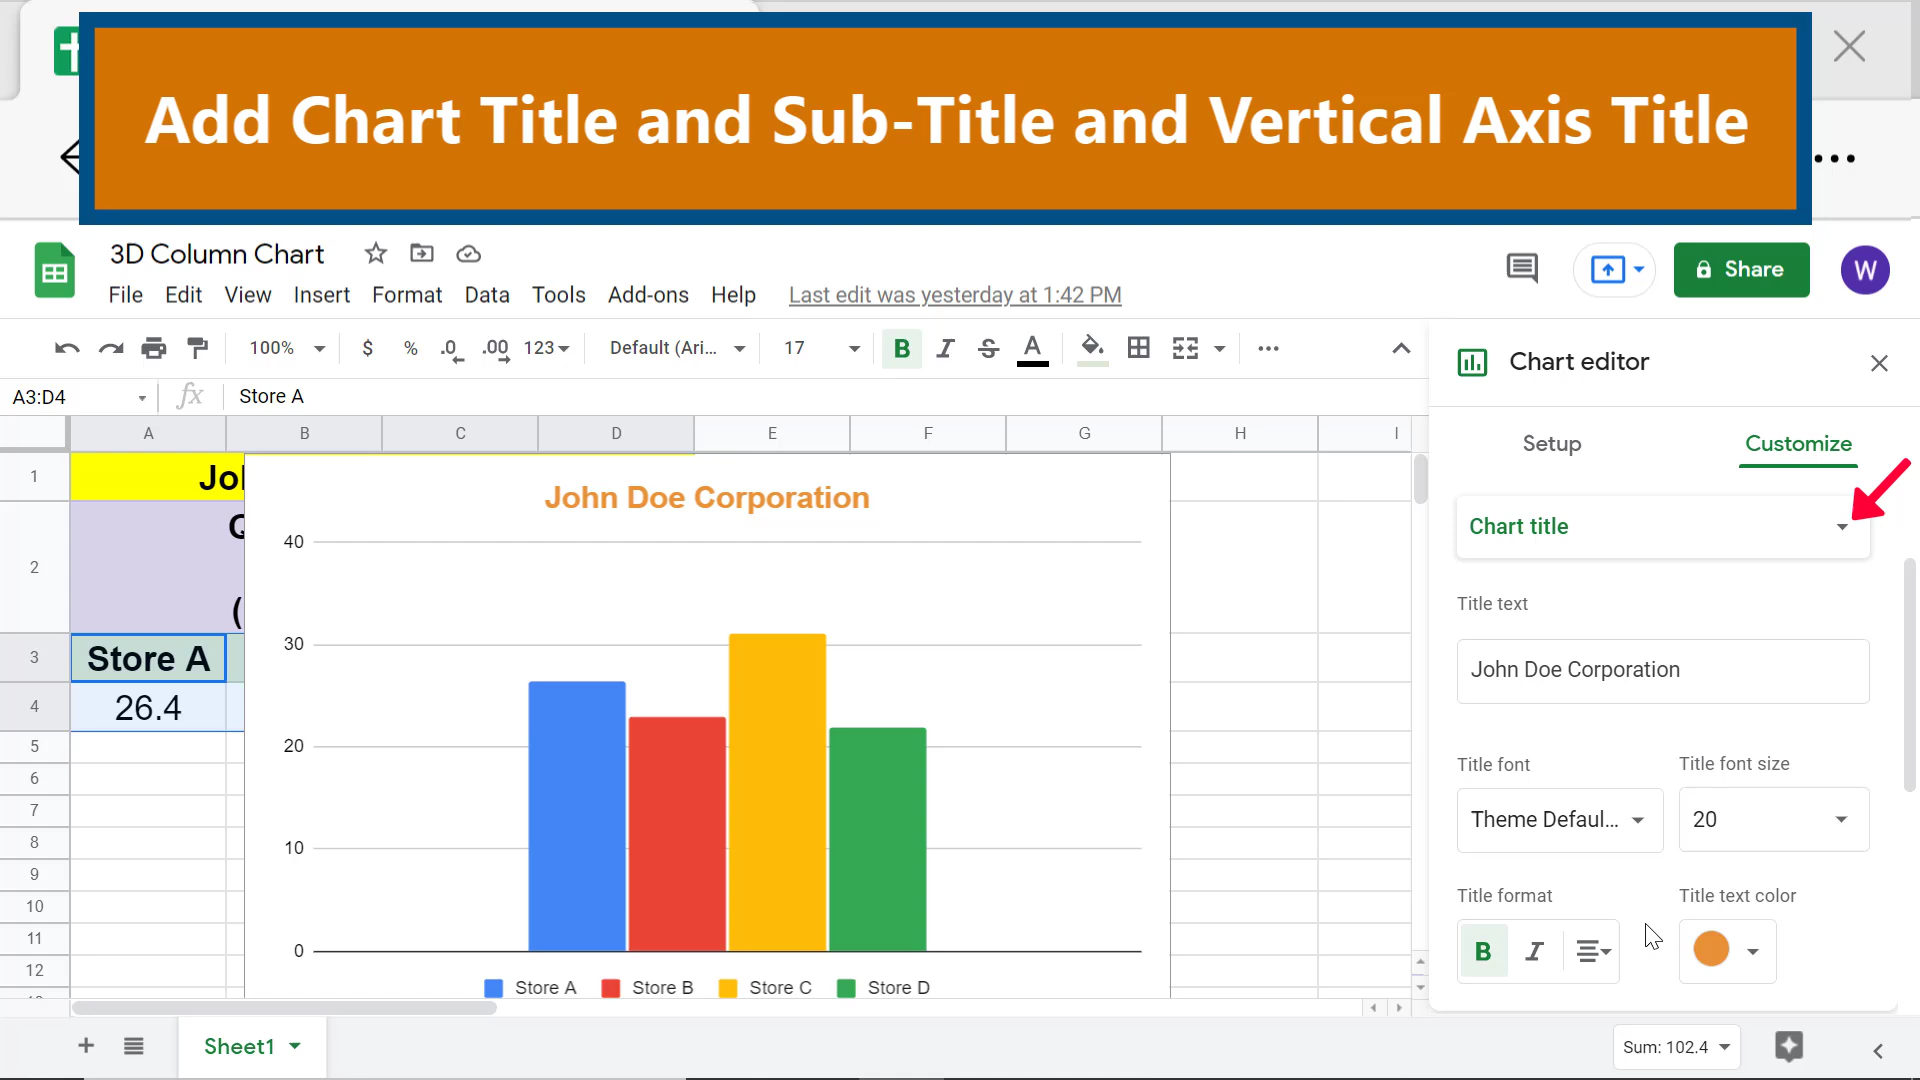 Add Chart Title and Sub-Title and Vertical Axis Title
3D Column Chart
Share
W
File Edit View Insert Format Data Tools Add-ons Help Last edit was yesterday at 1:42 PM
100% $ % .0 .00 123 Default (Ari... 17 B I S A
Chart editor
A3:D4 fx Store A
Setup Customize
A B C D E F G H I
1
2
3 Store A
4 26.4
5
6
7
8
9
10
11
12
John Doe Corporation
40
30
20
10
0
Store A Store B Store C Store D
Chart title
Title text
John Doe Corporation
Title font Title font size
Theme Defaul... 20
Title format Title text color
B I
Sheet1
Sum: 102.4